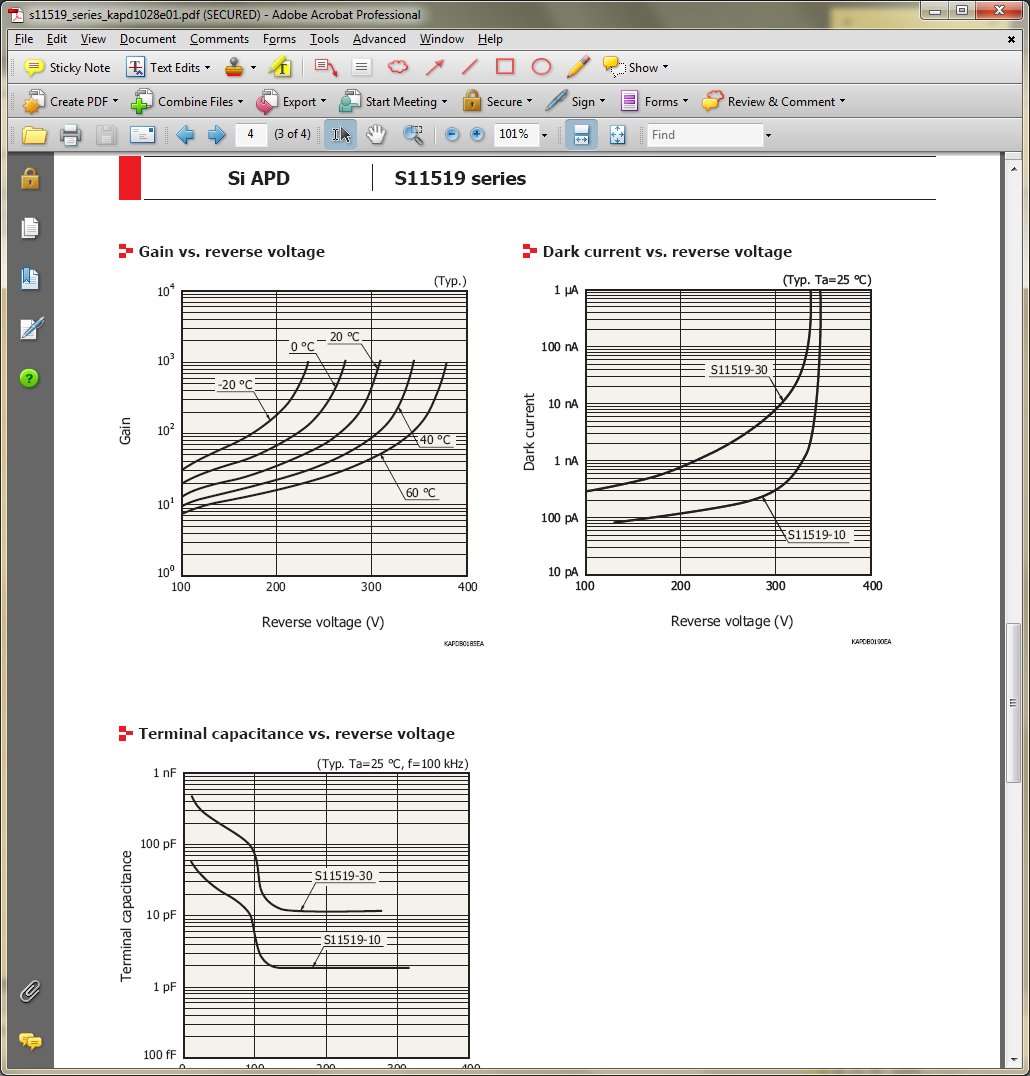 s11519_series_kapd1028e01.pdf (SECURED) - Adobe Acrobat Professional
File Edit View Document Comments Forms Tools Advanced Window Help
Sticky Note Text Edits Show
Create PDF Combine Files Export Start Meeting Secure Sign Forms Review & Comment
4 (3 of 4) 101% Find
Si APD S11519 series
Gain vs. reverse voltage
(Typ.)
10⁴
10³
10²
10¹
10⁰
Gain
-20 °C
0 °C
20 °C
40 °C
60 °C
100 200 300 400
Reverse voltage (V)
KAPDB0185EA
Dark current vs. reverse voltage
(Typ. Ta=25 °C)
1 µA
100 nA
10 nA
1 nA
100 pA
10 pA
Dark current
S11519-30
S11519-10
100 200 300 400
Reverse voltage (V)
KAPDB0190EA
Terminal capacitance vs. reverse voltage
(Typ. Ta=25 °C, f=100 kHz)
1 nF
100 pF
10 pF
1 pF
100 fF
Terminal capacitance
S11519-30
S11519-10
0 100 200 300 400